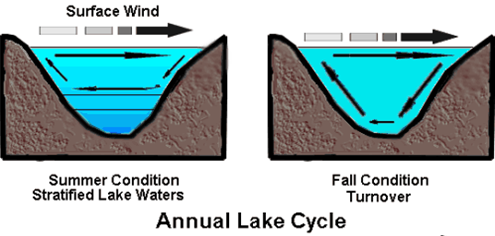 Surface Wind
Summer Condition
Stratified Lake Waters
Fall Condition
Turnover
Annual Lake Cycle